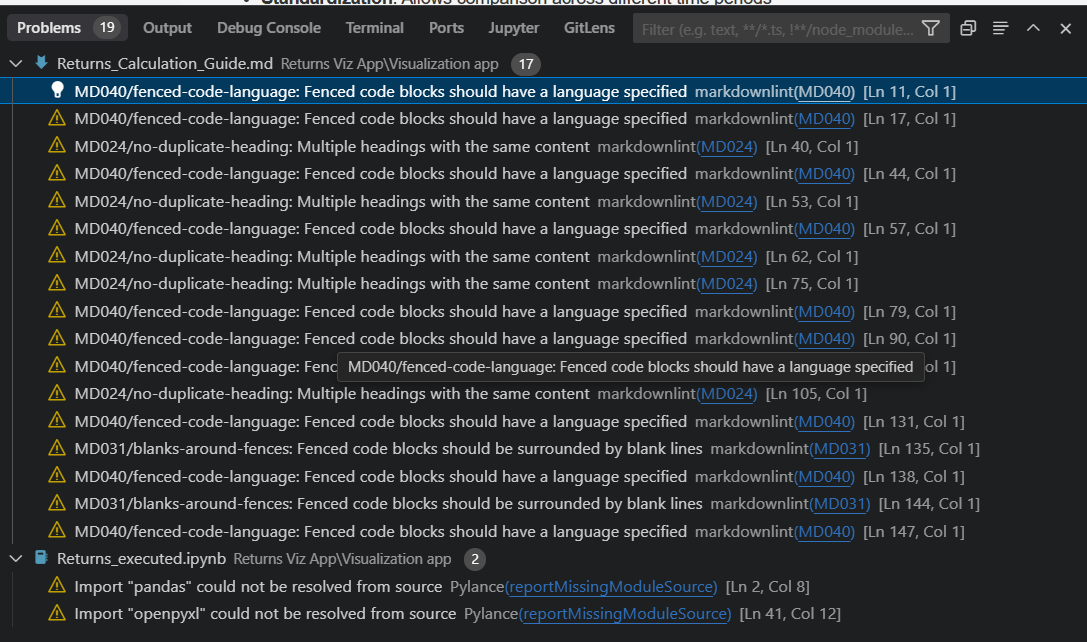 Standardization: Allows comparison across different time periods
Problems 19 Output Debug Console Terminal Ports Jupyter GitLens Filter (e.g. text, **/*.ts, !**/node_module...
Returns_Calculation_Guide.md Returns Viz App\Visualization app 17
MD040/fenced-code-language: Fenced code blocks should have a language specified markdownlint(MD040) [Ln 11, Col 1]
MD040/fenced-code-language: Fenced code blocks should have a language specified markdownlint(MD040) [Ln 17, Col 1]
MD024/no-duplicate-heading: Multiple headings with the same content markdownlint(MD024) [Ln 40, Col 1]
MD040/fenced-code-language: Fenced code blocks should have a language specified markdownlint(MD040) [Ln 44, Col 1]
MD024/no-duplicate-heading: Multiple headings with the same content markdownlint(MD024) [Ln 53, Col 1]
MD040/fenced-code-language: Fenced code blocks should have a language specified markdownlint(MD040) [Ln 57, Col 1]
MD024/no-duplicate-heading: Multiple headings with the same content markdownlint(MD024) [Ln 62, Col 1]
MD024/no-duplicate-heading: Multiple headings with the same content markdownlint(MD024) [Ln 75, Col 1]
MD040/fenced-code-language: Fenced code blocks should have a language specified markdownlint(MD040) [Ln 79, Col 1]
MD040/fenced-code-language: Fenced code blocks should have a language specified markdownlint(MD040) [Ln 90, Col 1]
MD040/fenced-code-language: Fenc MD040/fenced-code-language: Fenced code blocks should have a language specified ol 1]
MD024/no-duplicate-heading: Multiple headings with the same content markdownlint(MD024) [Ln 105, Col 1]
MD040/fenced-code-language: Fenced code blocks should have a language specified markdownlint(MD040) [Ln 131, Col 1]
MD031/blanks-around-fences: Fenced code blocks should be surrounded by blank lines markdownlint(MD031) [Ln 135, Col 1]
MD040/fenced-code-language: Fenced code blocks should have a language specified markdownlint(MD040) [Ln 138, Col 1]
MD031/blanks-around-fences: Fenced code blocks should be surrounded by blank lines markdownlint(MD031) [Ln 144, Col 1]
MD040/fenced-code-language: Fenced code blocks should have a language specified markdownlint(MD040) [Ln 147, Col 1]
Returns_executed.ipynb Returns Viz App\Visualization app 2
Import "pandas" could not be resolved from source Pylance(reportMissingModuleSource) [Ln 2, Col 8]
Import "openpyxl" could not be resolved from source Pylance(reportMissingModuleSource) [Ln 41, Col 12]